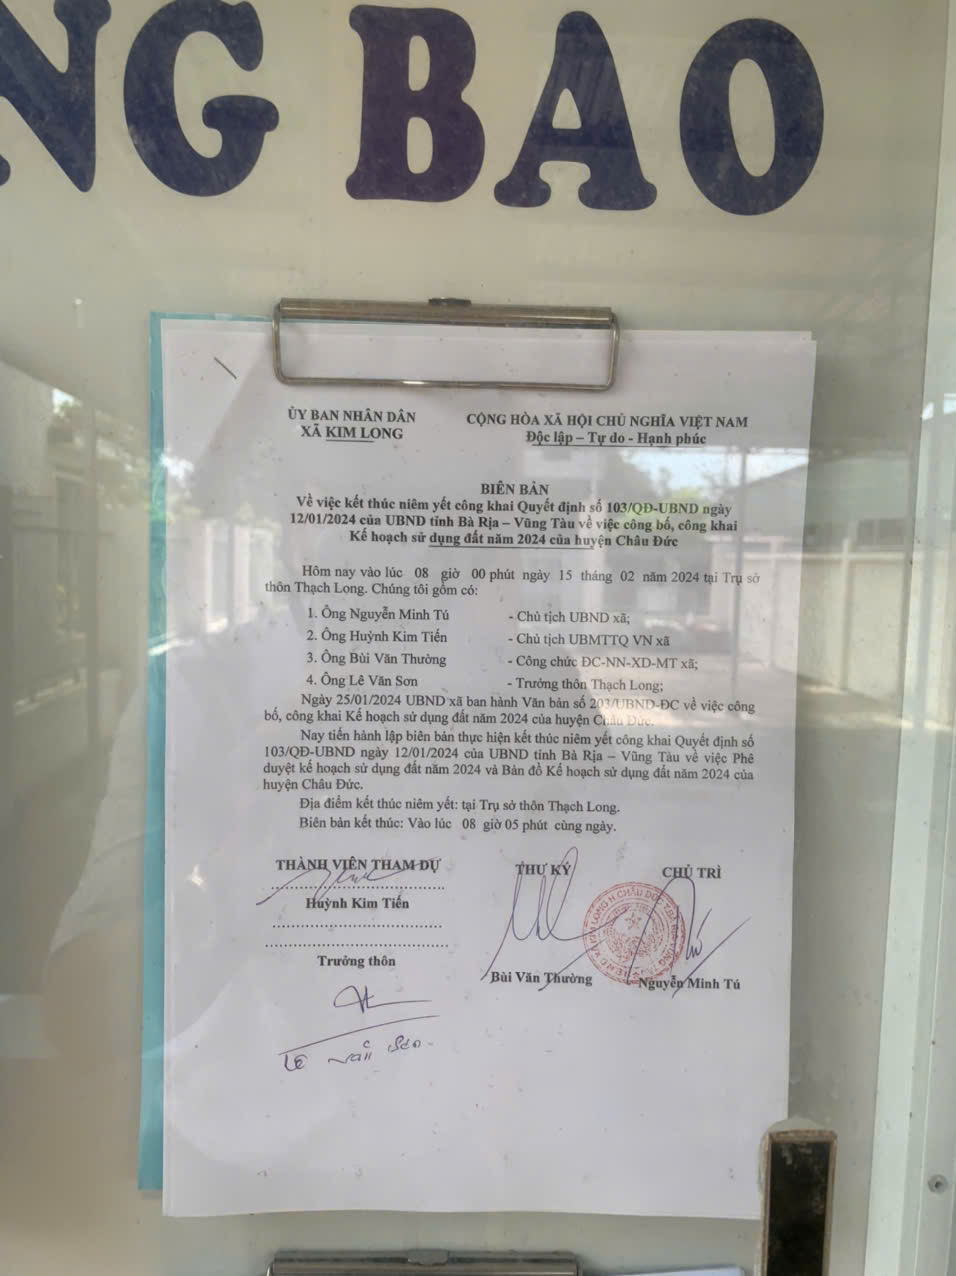 NG BAO
ỦY BAN NHÂN DÂN
XÃ KIM LONG
CỘNG HÒA XÃ HỘI CHỦ NGHĨA VIỆT NAM
Độc lập – Tự do - Hạnh phúc
BIÊN BẢN
Về việc kết thúc niêm yết công khai Quyết định số 103/QĐ-UBND ngày
12/01/2024 của UBND tỉnh Bà Rịa – Vũng Tàu về việc công bố, công khai
Kế hoạch sử dụng đất năm 2024 của huyện Châu Đức
Hôm nay vào lúc 08 giờ 00 phút ngày 15 tháng 02 năm 2024 tại Trụ sở
thôn Thạch Long. Chúng tôi gồm có:
1. Ông Nguyễn Minh Tú - Chủ tịch UBND xã;
2. Ông Huỳnh Kim Tiến - Chủ tịch UBMTTQ VN xã
3. Ông Bùi Văn Thường - Công chức ĐC-NN-XD-MT xã;
4. Ông Lê Văn Sơn - Trưởng thôn Thạch Long;
Ngày 25/01/2024 UBND xã ban hành Văn bản số 203/UBND-ĐC về việc công
bố, công khai Kế hoạch sử dụng đất năm 2024 của huyện Châu Đức.
Nay tiến hành lập biên bản thực hiện kết thúc niêm yết công khai Quyết định số
103/QĐ-UBND ngày 12/01/2024 của UBND tỉnh Bà Rịa – Vũng Tàu về việc Phê
duyệt kế hoạch sử dụng đất năm 2024 và Bản đồ Kế hoạch sử dụng đất năm 2024 của
huyện Châu Đức.
Địa điểm kết thúc niêm yết: tại Trụ sở thôn Thạch Long.
Biên bản kết thúc: Vào lúc 08 giờ 05 phút cùng ngày.
THÀNH VIÊN THAM DỰ
THƯ KÝ
CHỦ TRÌ
Huỳnh Kim Tiến
Trưởng thôn
Bùi Văn Thường
Nguyễn Minh Tú
Lê Văn Sơn